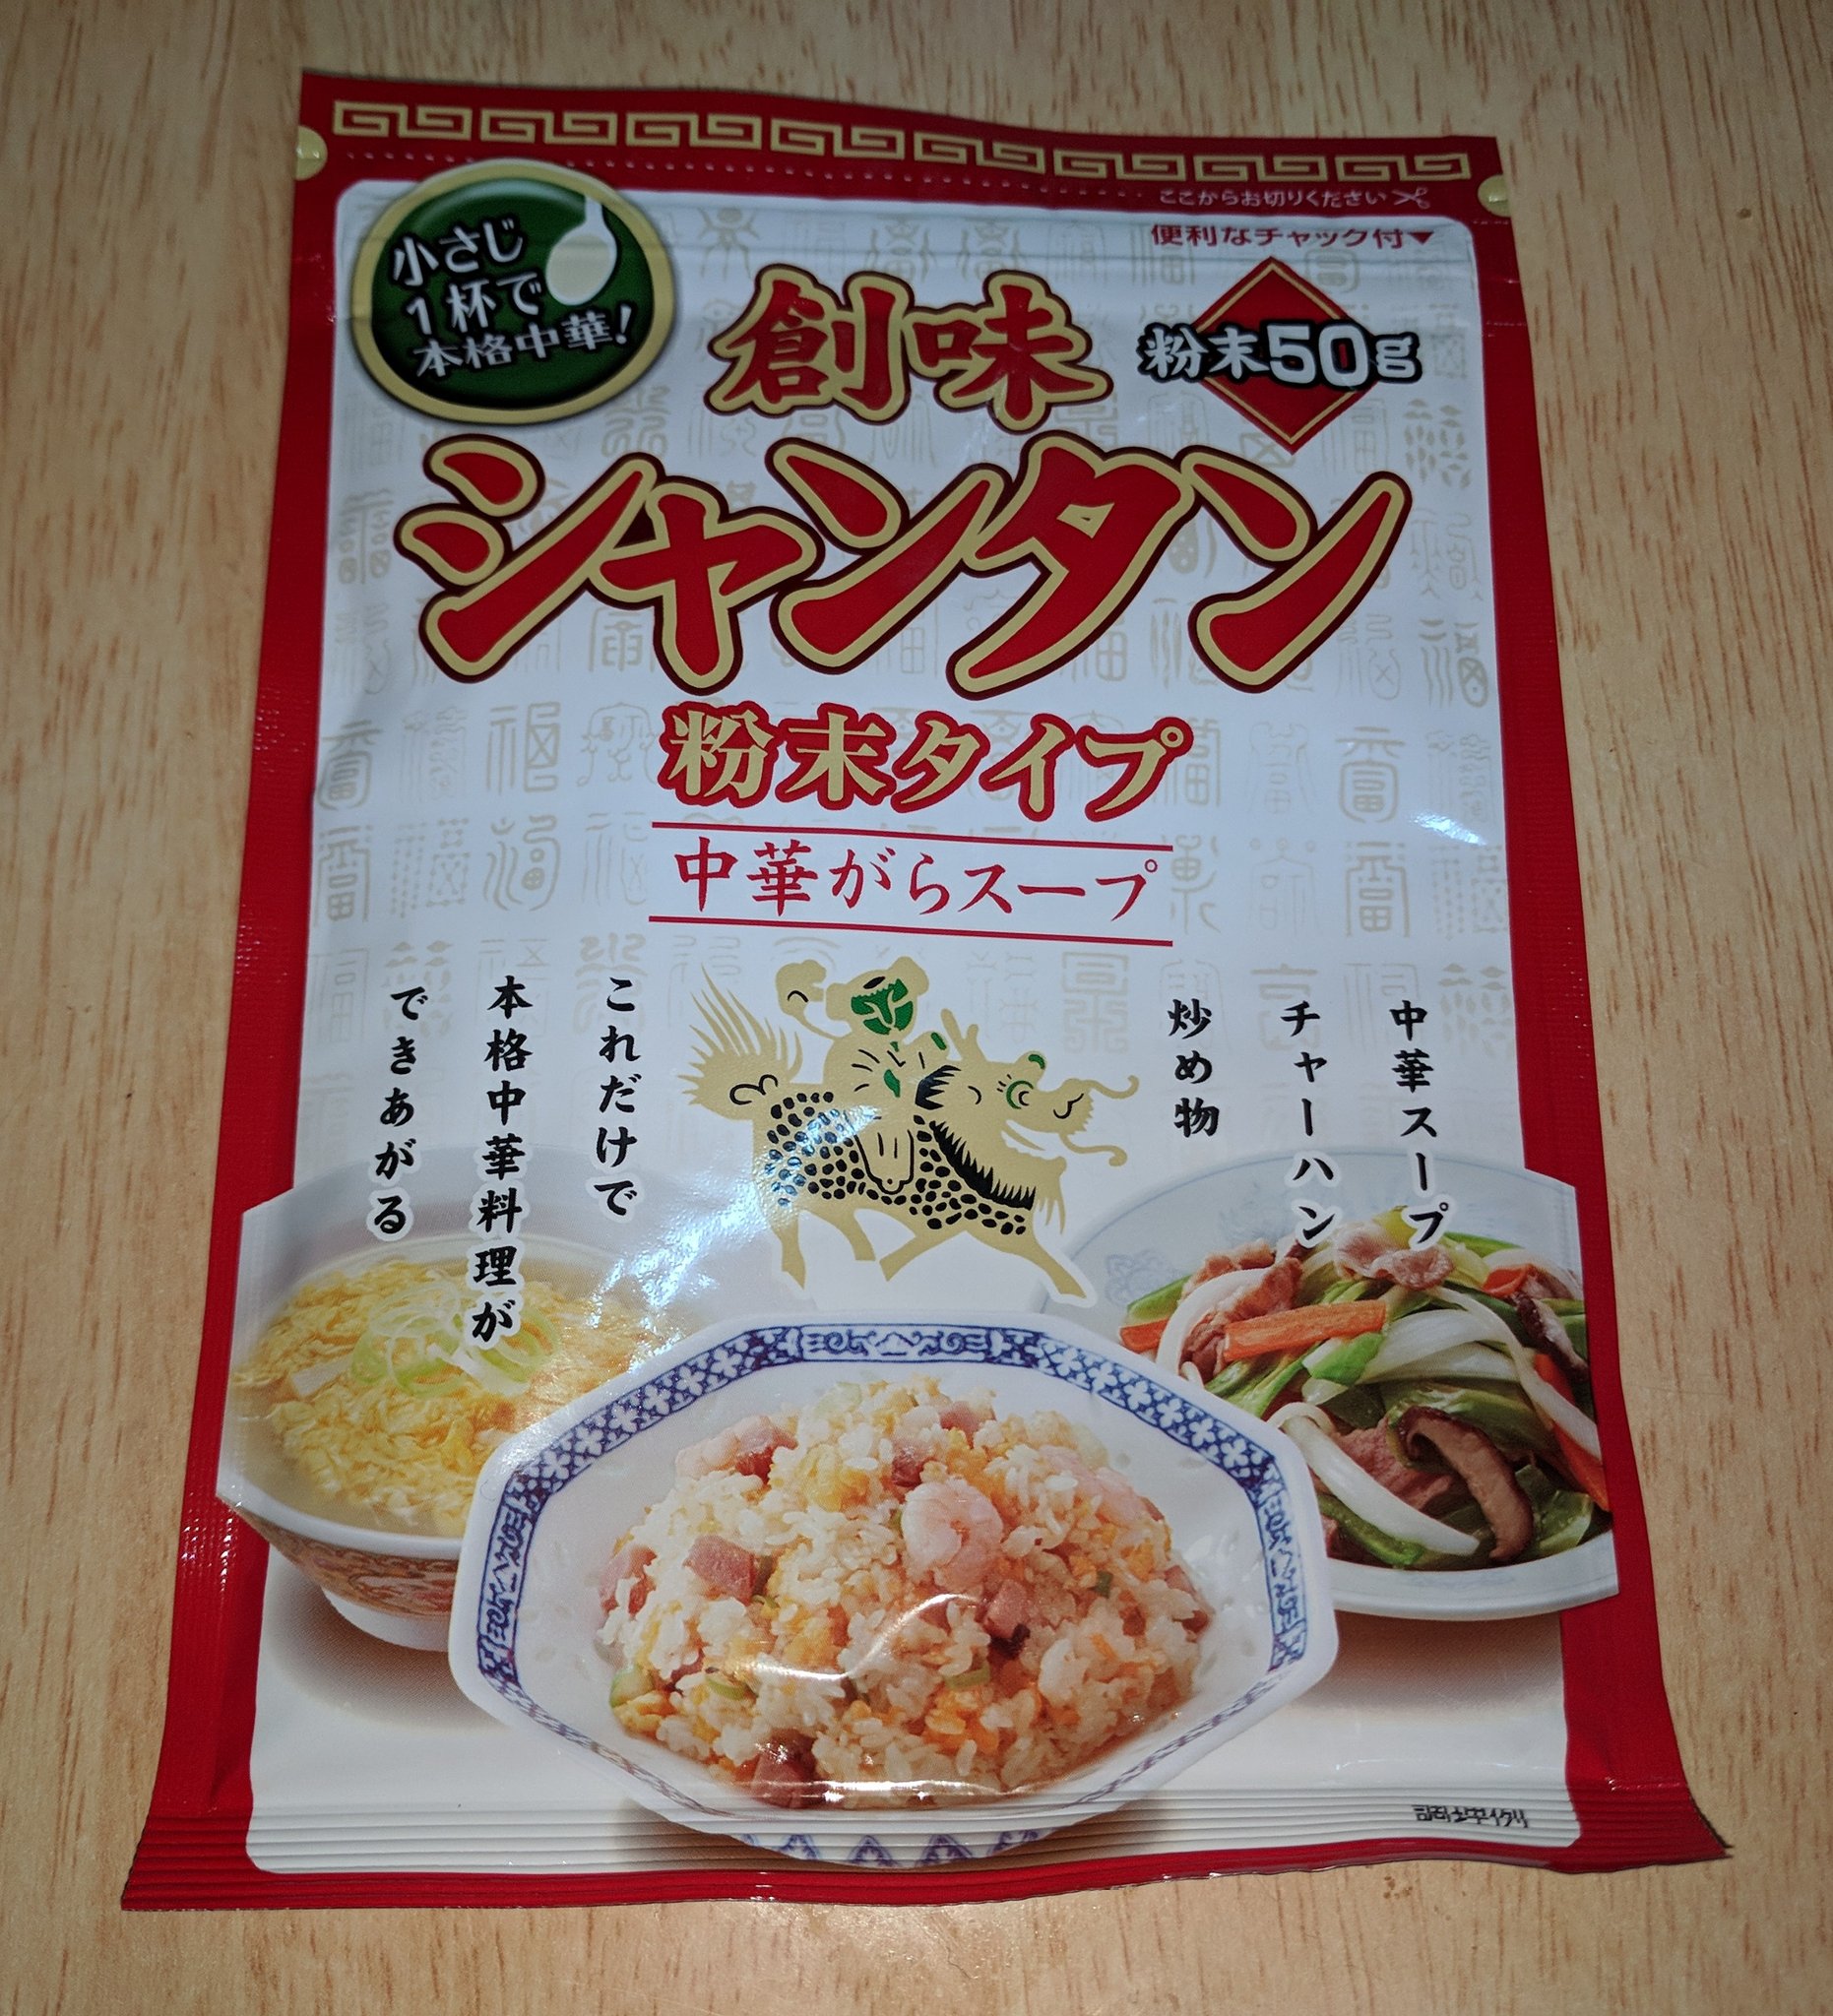 ここからお切りください
便利なチャック付▼
小さじ
1杯で
本格中華!
創味
粉末50g
シャンタン
粉末タイプ
中華がらスープ
中華スープ
チャーハン
炒め物
これだけで
本格中華料理が
できあがる
調理例